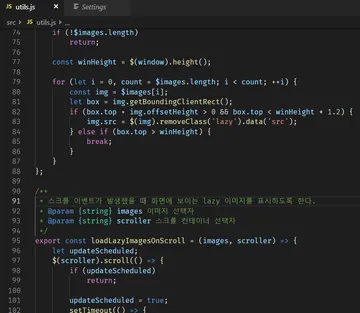 JS utils.js Settings
src > JS utils.js > ...
74 if (!$images.length)
75 return;
76
77 const winHeight = $(window).height();
78
79 for (let i = 0, count = $images.length; i < count; ++i) {
80 const img = $images[i];
81 let box = img.getBoundingClientRect();
82 if (box.top + img.offsetHeight > 0 && box.top < winHeight * 1.2) {
83 img.src = $(img).removeClass('lazy').data('src');
84 } else if (box.top > winHeight) {
85 break;
86 }
87 }
88 };
89
90 /**
91 * 스크롤 이벤트가 발생했을 때 화면에 보이는 lazy 이미지를 표시하도록 한다.
92 * @param {string} images 이미지 선택자
93 * @param {string} scroller 스크롤 컨테이너 선택자
94 */
95 export const loadLazyImagesOnScroll = (images, scroller) => {
96 let updateScheduled;
97 $(scroller).scroll(() => {
98 if (updateScheduled)
99 return;
100
101 updateScheduled = true;
102 setTimeout(() => {